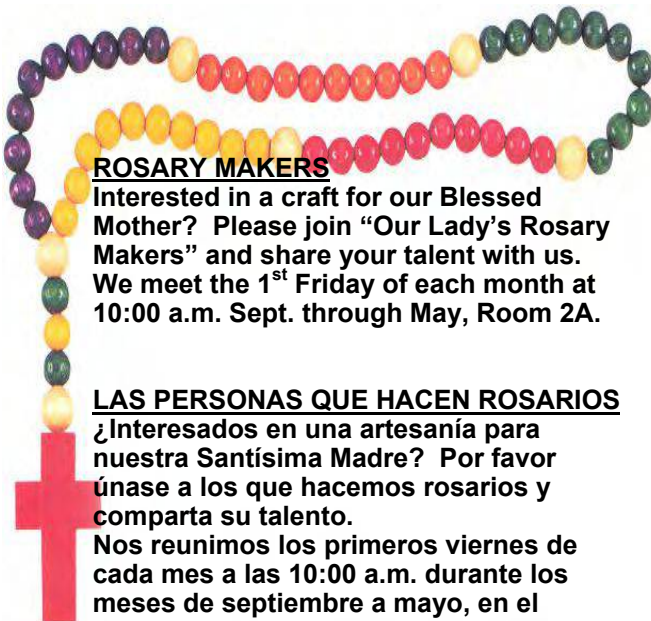 ROSARY MAKERS
Interested in a craft for our Blessed
Mother? Please join “Our Lady’s Rosary
Makers” and share your talent with us.
We meet the 1st Friday of each month at
10:00 a.m. Sept. through May, Room 2A.
LAS PERSONAS QUE HACEN ROSARIOS
¿Interesados en una artesanía para
nuestra Santísima Madre? Por favor
únase a los que hacemos rosarios y
comparta su talento.
Nos reunimos los primeros viernes de
cada mes a las 10:00 a.m. durante los
meses de septiembre a mayo, en el